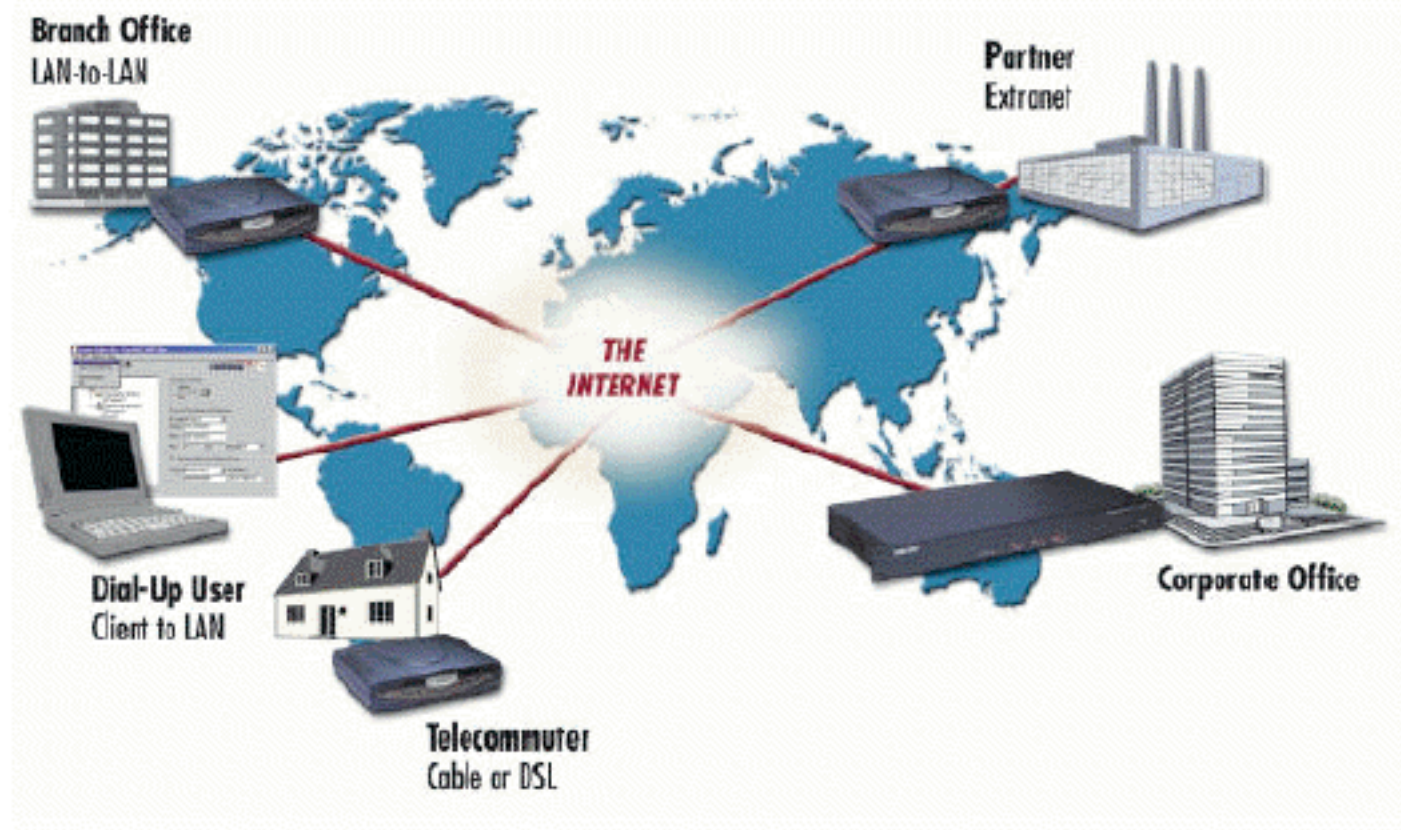 Branch Office
LAN-to-LAN
Partner
Extranet
THE
INTERNET
Dial-Up User
Client to LAN
Corporate Office
Telecommuter
Cable or DSL